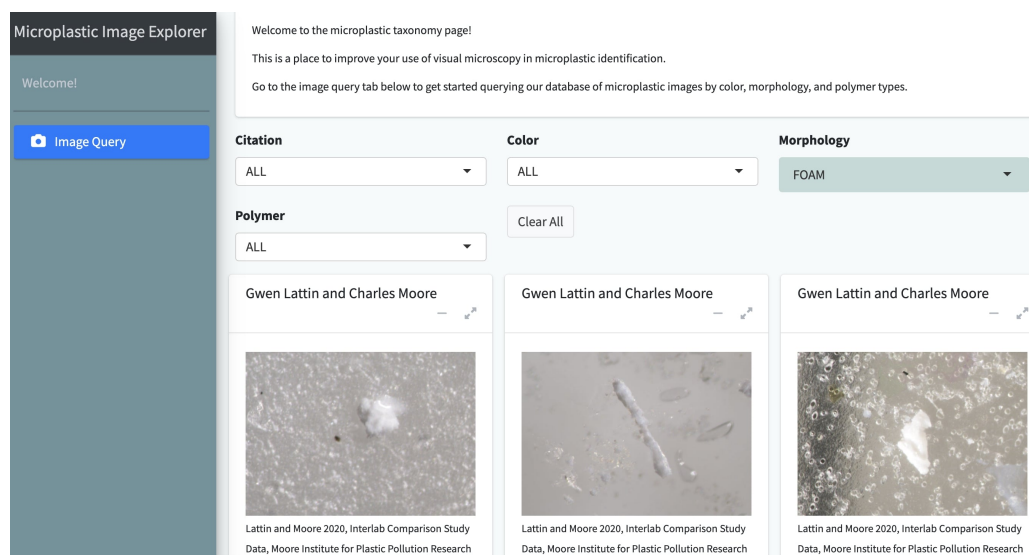 Microplastic Image Explorer
Welcome!
Image Query
Welcome to the microplastic taxonomy page!
This is a place to improve your use of visual microscopy in microplastic identification.
Go to the image query tab below to get started querying our database of microplastic images by color, morphology, and polymer types.
Citation
ALL
Color
ALL
Morphology
FOAM
Polymer
ALL
Clear All
Gwen Lattin and Charles Moore
Lattin and Moore 2020, Interlab Comparison Study
Data, Moore Institute for Plastic Pollution Research
Gwen Lattin and Charles Moore
Lattin and Moore 2020, Interlab Comparison Study
Data, Moore Institute for Plastic Pollution Research
Gwen Lattin and Charles Moore
Lattin and Moore 2020, Interlab Comparison Study
Data, Moore Institute for Plastic Pollution Research